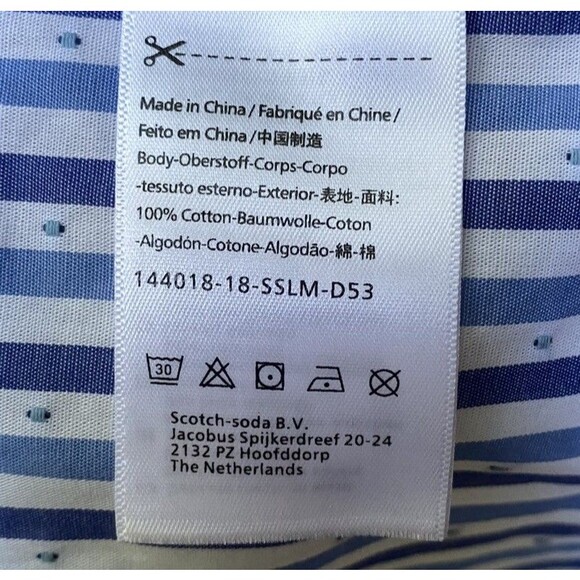 Made in China/Fabriqué en Chine/
Feito em China/中国制造
Body-Oberstoff-Corps-Corpo
-tessuto esterno-Exterior-表地-面料:
100% Cotton-Baumwolle-Coton
-Algodón-Cotone-Algodão-綿-棉
144018-18-SSLM-D53
30
Scotch-soda B.V.
Jacobus Spijkerdreef 20-24
2132 PZ Hoofddorp
The Netherlands